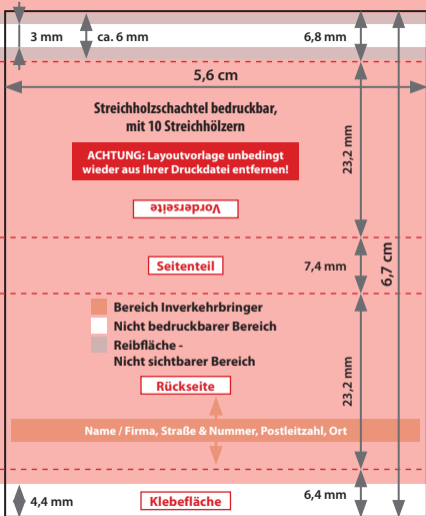 3 mm
ca. 6 mm
6,8 mm
5,6 cm
Streichholzschachtel bedruckbar,
mit 10 Streichhölzern
ACHTUNG: Layoutvorlage unbedingt
wieder aus Ihrer Druckdatei entfernen!
23,2 mm
Vorderseite
Seitenteil
7,4 mm
6,7 cm
Bereich Inverkehrbringer
Nicht bedruckbarer Bereich
Reibfläche -
Nicht sichtbarer Bereich
Rückseite
23,2 mm
Name / Firma, Straße & Nummer, Postleitzahl, Ort
4,4 mm
Klebefläche
6,4 mm